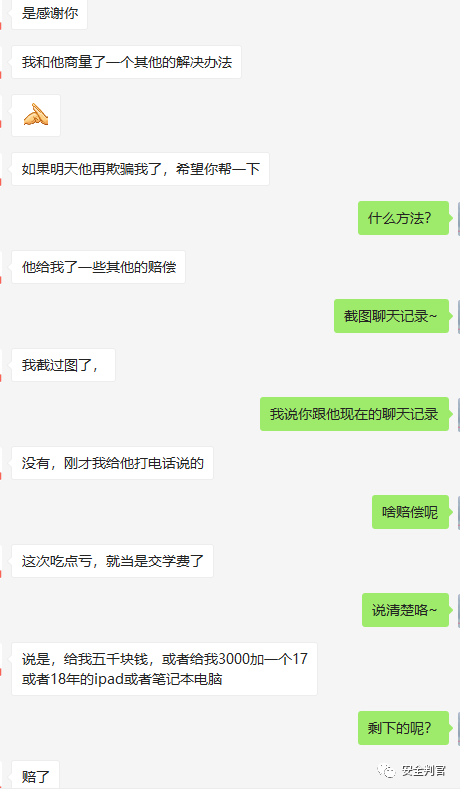 是感谢你
我和他商量了一个其他的解决办法
如果明天他再欺骗我了，希望你帮一下
什么方法？
他给我了一些其他的赔偿
截图聊天记录~
我截过图了，
我说你跟他现在的聊天记录
没有，刚才我给他打电话说的
啥赔偿呢
这次吃点亏，就当是交学费了
说清楚咯~
说是，给我五千块钱，或者给我3000加一个17
或者18年的ipad或者笔记本电脑
剩下的呢？
赔了
安全判官